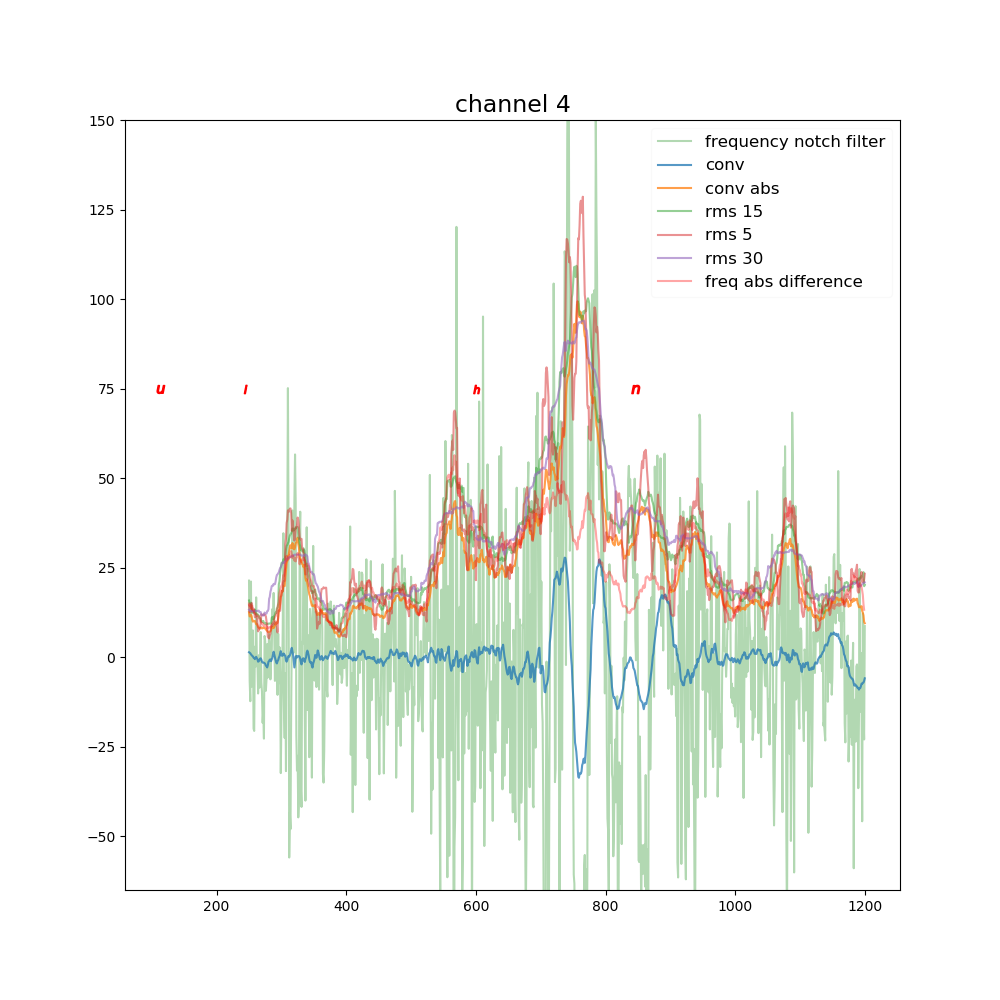 channel 4
150
125
100
75
50
25
0
−25
−50
frequency notch filter
conv
conv abs
rms 15
rms 5
rms 30
freq abs difference
u l h n
200 400 600 800 1000 1200